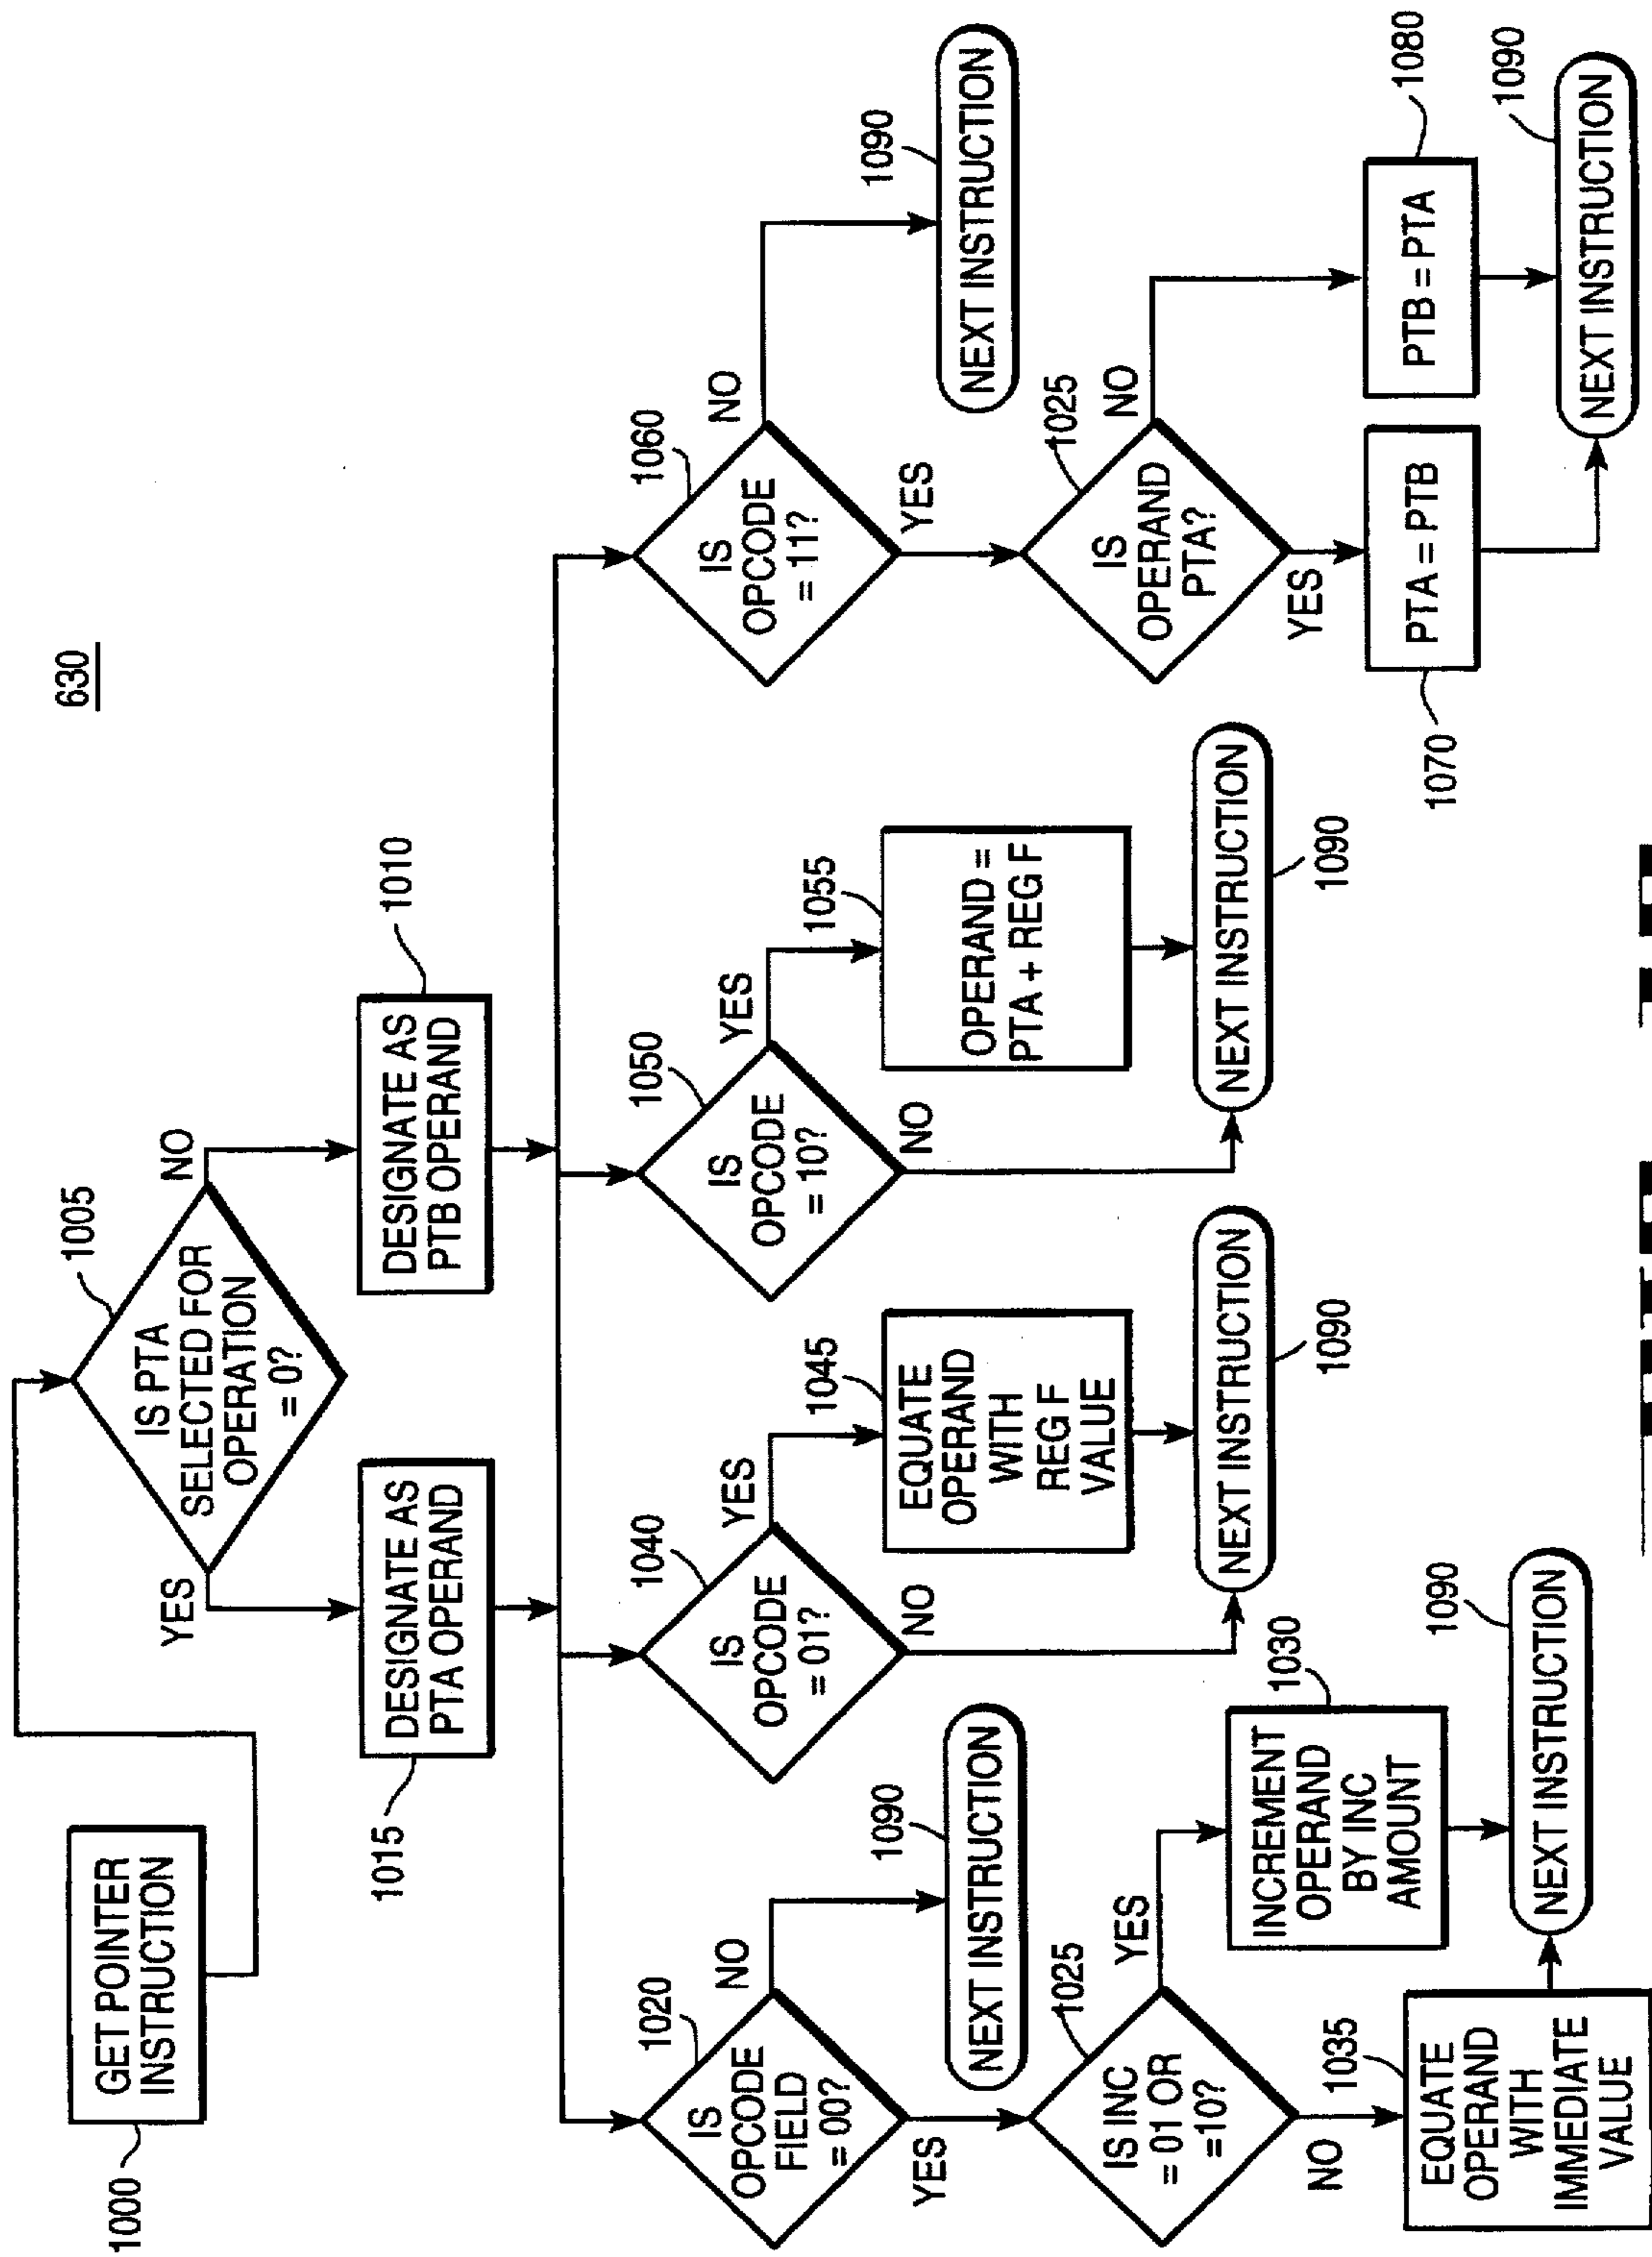 630
1000
GET POINTER
INSTRUCTION
1005
IS PTA
SELECTED FOR
OPERATION
= 0?
YES
NO
1015
DESIGNATE AS
PTA OPERAND
1010
DESIGNATE AS
PTB OPERAND
1020
IS
OPCODE
FIELD
= 00?
NO
YES
1090
NEXT INSTRUCTION
1025
IS INC
= 01 OR
=10?
YES
NO
1030
INCREMENT
OPERAND
BY INC
AMOUNT
1035
EQUATE
OPERAND
WITH
IMMEDIATE
VALUE
1090
NEXT INSTRUCTION
1040
IS
OPCODE
= 01?
YES
NO
1045
EQUATE
OPERAND
WITH
REG F
VALUE
NEXT INSTRUCTION
1090
1050
IS
OPCODE
= 10?
YES
NO
1055
OPERAND =
PTA + REG F
NEXT INSTRUCTION
1090
1060
IS
OPCODE
= 11?
NO
YES
1090
NEXT INSTRUCTION
1025
IS
OPERAND
PTA?
NO
YES
PTA = PTB
1070
PTB = PTA
1080
1090
NEXT INSTRUCTION